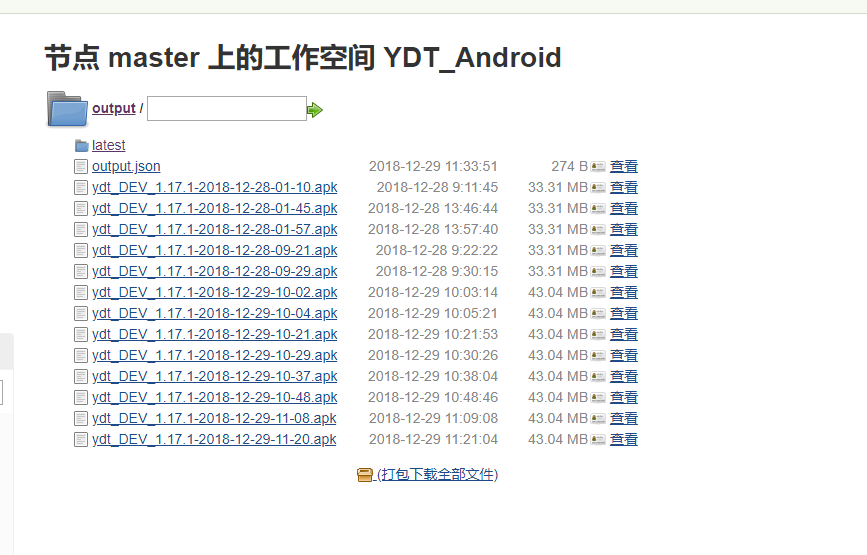 节点 master 上的工作空间 YDT_Android
output /
latest
output.json 2018-12-29 11:33:51 274 B 查看
ydt_DEV_1.17.1-2018-12-28-01-10.apk 2018-12-28 9:11:45 33.31 MB 查看
ydt_DEV_1.17.1-2018-12-28-01-45.apk 2018-12-28 13:46:44 33.31 MB 查看
ydt_DEV_1.17.1-2018-12-28-01-57.apk 2018-12-28 13:57:40 33.31 MB 查看
ydt_DEV_1.17.1-2018-12-28-09-21.apk 2018-12-28 9:22:22 33.31 MB 查看
ydt_DEV_1.17.1-2018-12-28-09-29.apk 2018-12-28 9:30:15 33.31 MB 查看
ydt_DEV_1.17.1-2018-12-29-10-02.apk 2018-12-29 10:03:14 43.04 MB 查看
ydt_DEV_1.17.1-2018-12-29-10-04.apk 2018-12-29 10:05:21 43.04 MB 查看
ydt_DEV_1.17.1-2018-12-29-10-21.apk 2018-12-29 10:21:53 43.04 MB 查看
ydt_DEV_1.17.1-2018-12-29-10-29.apk 2018-12-29 10:30:26 43.04 MB 查看
ydt_DEV_1.17.1-2018-12-29-10-37.apk 2018-12-29 10:38:04 43.04 MB 查看
ydt_DEV_1.17.1-2018-12-29-10-48.apk 2018-12-29 10:48:46 43.04 MB 查看
ydt_DEV_1.17.1-2018-12-29-11-08.apk 2018-12-29 11:09:08 43.04 MB 查看
ydt_DEV_1.17.1-2018-12-29-11-20.apk 2018-12-29 11:21:04 43.04 MB 查看
(打包下载全部文件)